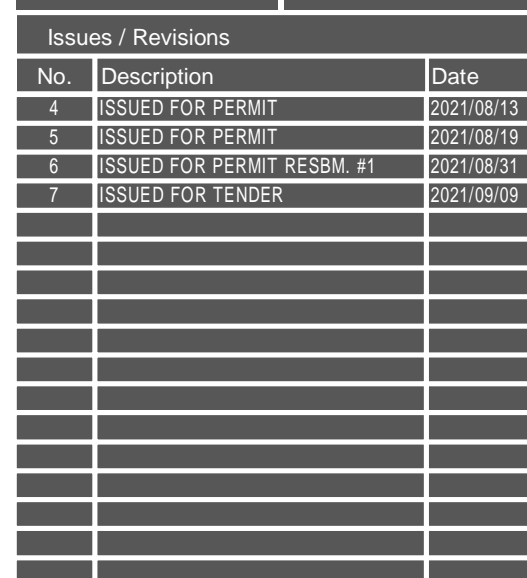 Issues / Revisions
No. Description Date
4 ISSUED FOR PERMIT 2021/08/13
5 ISSUED FOR PERMIT 2021/08/19
6 ISSUED FOR PERMIT RESBM. #1 2021/08/31
7 ISSUED FOR TENDER 2021/09/09